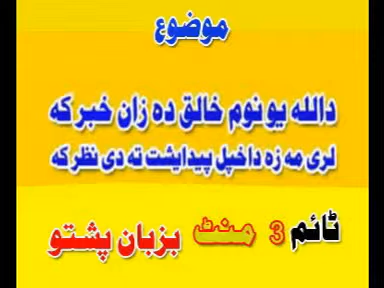 موضوع
دالله یو نوم خالق ده زان خبر که
لری مه زه داخپل پیدایشت ته دی نظر که
ٹائم 3 منٹ بزبان پشتو